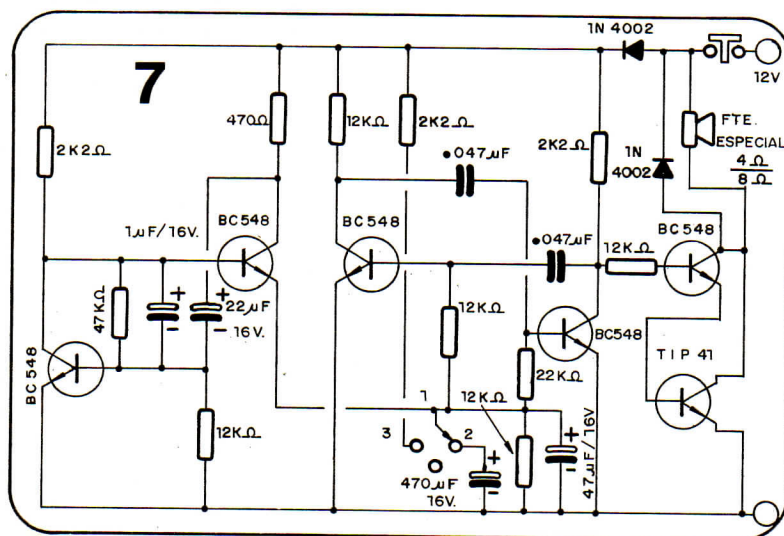 7
1N 4002
12V
470Ω
12KΩ
2K2Ω
2K2Ω
•047µF
2K2Ω
1N
4002
FTE.
ESPECIAL
4Ω
8Ω
1µF/16V.
BC548
BC548
•047µF
12KΩ
BC548
47KΩ
+
-
22µF
+
-
16V.
12KΩ
BC548
BC548
22KΩ
TIP 41
12KΩ
1
12KΩ
3
2
+
-
470µF
16V.
+
-
47µF/16V